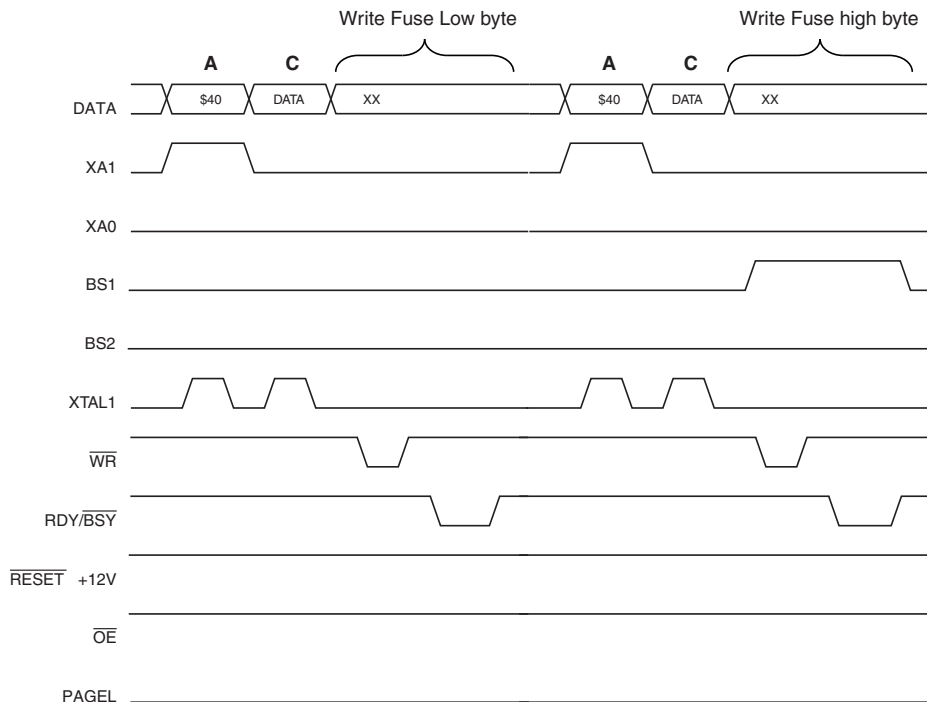 Write Fuse Low byte Write Fuse high byte
A C A C
DATA $40 DATA XX $40 DATA XX
XA1
XA0
BS1
BS2
XTAL1
WR
RDY/BSY
RESET +12V
OE
PAGEL